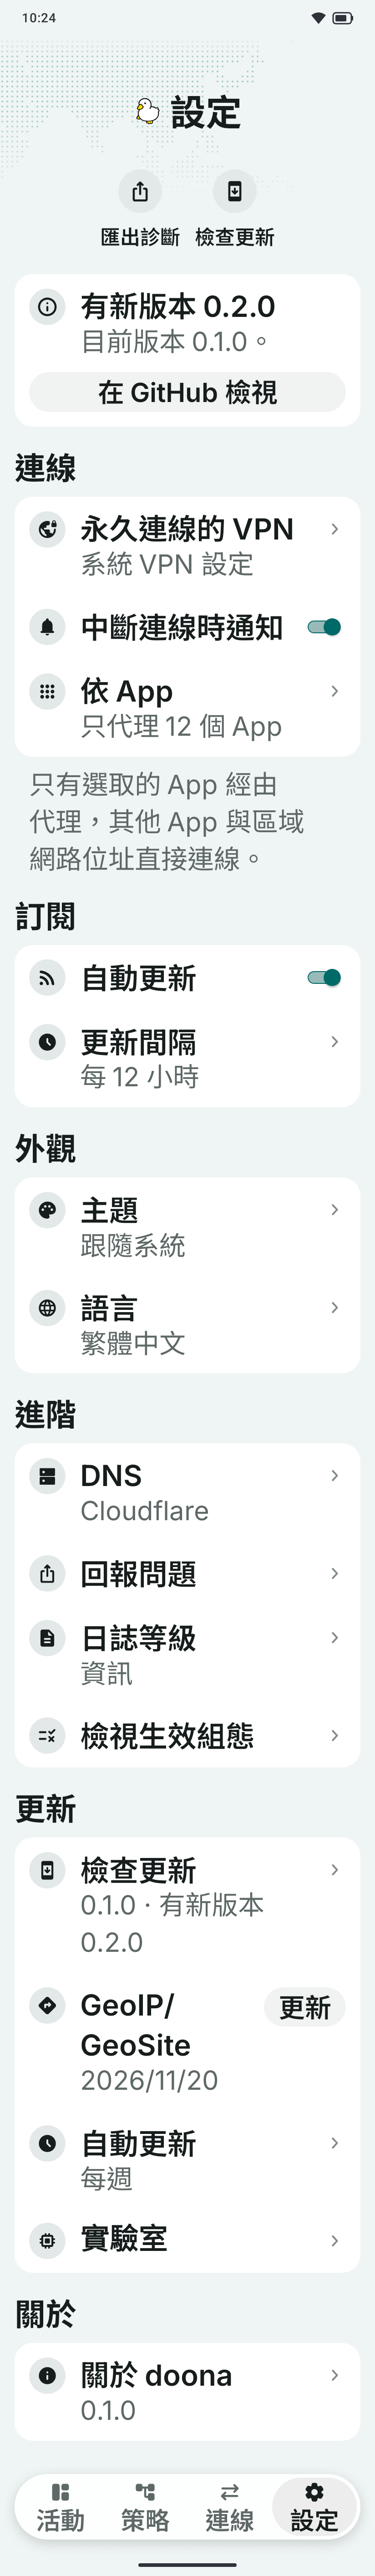 10:24
設定
匯出診斷 檢查更新
有新版本 0.2.0
目前版本 0.1.0。
在 GitHub 檢視
連線
永久連線的 VPN
系統 VPN 設定
中斷連線時通知
依 App
只代理 12 個 App
只有選取的 App 經由
代理，其他 App 與區域
網路位址直接連線。
訂閱
自動更新
更新間隔
每 12 小時
外觀
主題
跟隨系統
語言
繁體中文
進階
DNS
Cloudflare
回報問題
日誌等級
資訊
檢視生效組態
更新
檢查更新
0.1.0 · 有新版本
0.2.0
GeoIP/
GeoSite
2026/11/20
更新
自動更新
每週
實驗室
關於
關於 doona
0.1.0
活動 策略 連線 設定